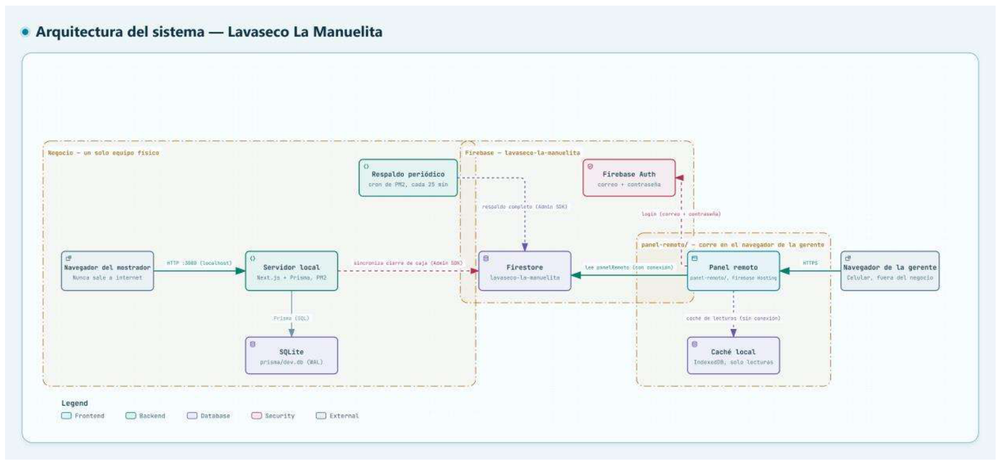 Arquitectura del sistema — Lavaseco La Manuelita
Negocio — un solo equipo físico
Firebase — lavaseco-la-manuelita
Respaldo periódico
cron de PM2, cada 25 min
Firebase Auth
correo + contraseña
respaldo completo (Admin SDK)
login (correo + contraseña)
panel-remoto/ — corre en el navegador de la gerente
Navegador del mostrador
Nunca sale a internet
HTTP :3000 (localhost)
Servidor local
Next.js + Prisma, PM2
sincroniza cierre de caja (Admin SDK)
Firestore
lavaseco-la-manuelita
lee panelRemoto (con conexión)
Panel remoto
panel-remoto/, Firebase Hosting
HTTPS
Navegador de la gerente
Celular, fuera del negocio
Prisma (SQL)
caché de lecturas (sin conexión)
SQLite
prisma/dev.db (WAL)
Caché local
IndexedDB, solo lecturas
Legend
Frontend
Backend
Database
Security
External